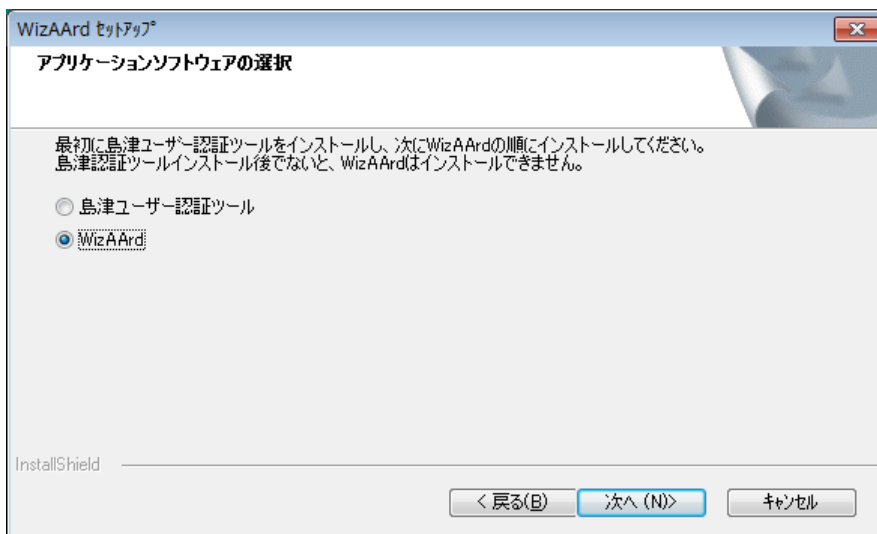 WizAArd ｾｯﾄｱｯﾌﾟ
アプリケーションソフトウェアの選択
最初に島津ユーザー認証ツールをインストールし、次にWizAArdの順にインストールしてください。
島津認証ツールインストール後でないと、WizAArdはインストールできません。
島津ユーザー認証ツール
WizAArd
InstallShield
< 戻る(B)
次へ (N)>
ｷｬﾝｾﾙ